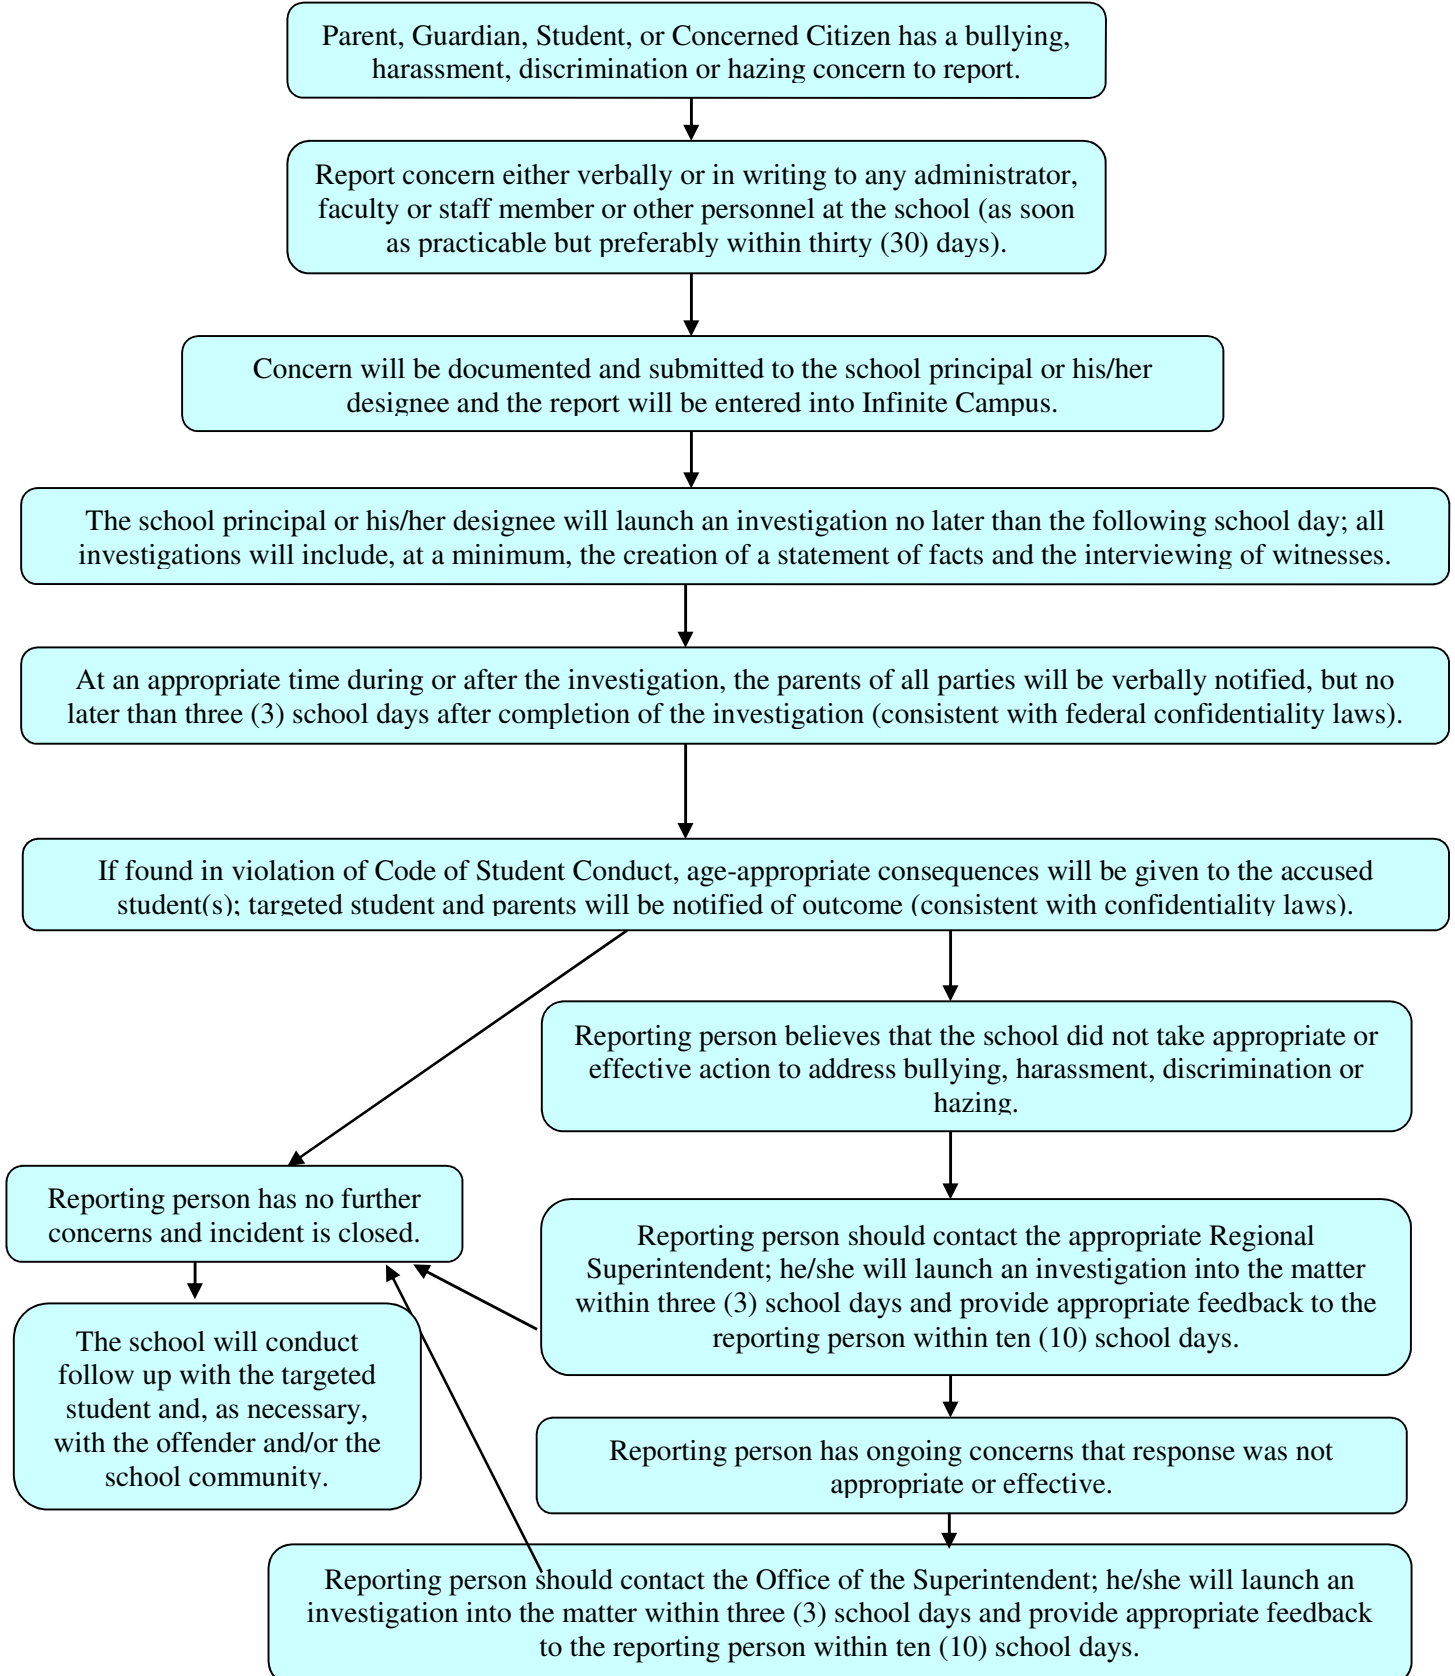 Parent, Guardian, Student, or Concerned Citizen has a bullying,
harassment, discrimination or hazing concern to report.
Report concern either verbally or in writing to any administrator,
faculty or staff member or other personnel at the school (as soon
as practicable but preferably within thirty (30) days).
Concern will be documented and submitted to the school principal or his/her
designee and the report will be entered into Infinite Campus.
The school principal or his/her designee will launch an investigation no later than the following school day; all
investigations will include, at a minimum, the creation of a statement of facts and the interviewing of witnesses.
At an appropriate time during or after the investigation, the parents of all parties will be verbally notified, but no
later than three (3) school days after completion of the investigation (consistent with federal confidentiality laws).
If found in violation of Code of Student Conduct, age-appropriate consequences will be given to the accused
student(s); targeted student and parents will be notified of outcome (consistent with confidentiality laws).
Reporting person believes that the school did not take appropriate or
effective action to address bullying, harassment, discrimination or
hazing.
Reporting person has no further
concerns and incident is closed.
Reporting person should contact the appropriate Regional
Superintendent; he/she will launch an investigation into the matter
within three (3) school days and provide appropriate feedback to the
reporting person within ten (10) school days.
The school will conduct
follow up with the targeted
student and, as necessary,
with the offender and/or the
school community.
Reporting person has ongoing concerns that response was not
appropriate or effective.
Reporting person should contact the Office of the Superintendent; he/she will launch an
investigation into the matter within three (3) school days and provide appropriate feedback
to the reporting person within ten (10) school days.